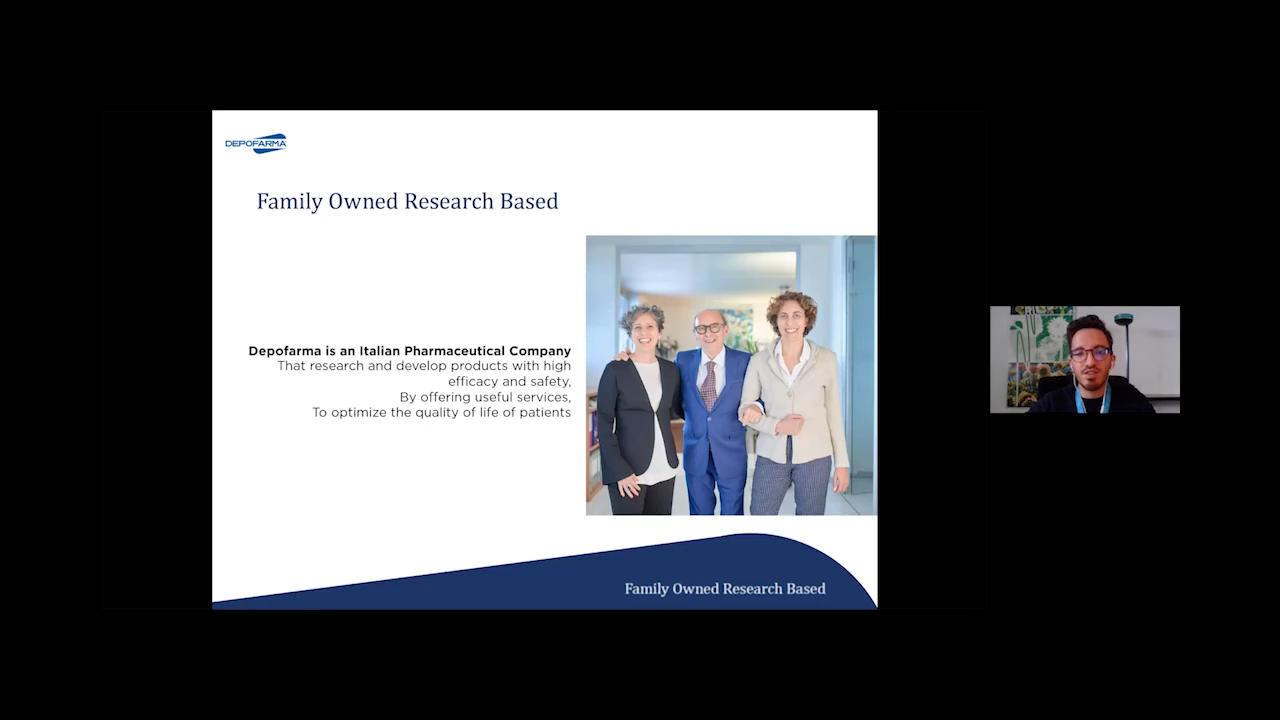 DEPOFARMA
Family Owned Research Based
Depofarma is an Italian Pharmaceutical Company
That research and develop products with high
efficacy and safety,
By offering useful services,
To optimize the quality of life of patients
Family Owned Research Based